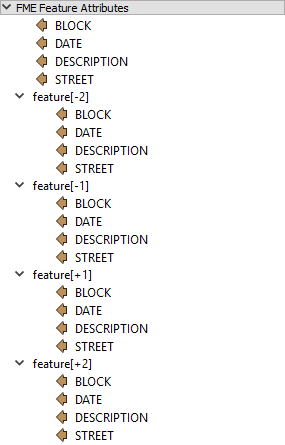 FME Feature Attributes
BLOCK
DATE
DESCRIPTION
STREET
feature[-2]
BLOCK
DATE
DESCRIPTION
STREET
feature[-1]
BLOCK
DATE
DESCRIPTION
STREET
feature[+1]
BLOCK
DATE
DESCRIPTION
STREET
feature[+2]
BLOCK
DATE
DESCRIPTION
STREET